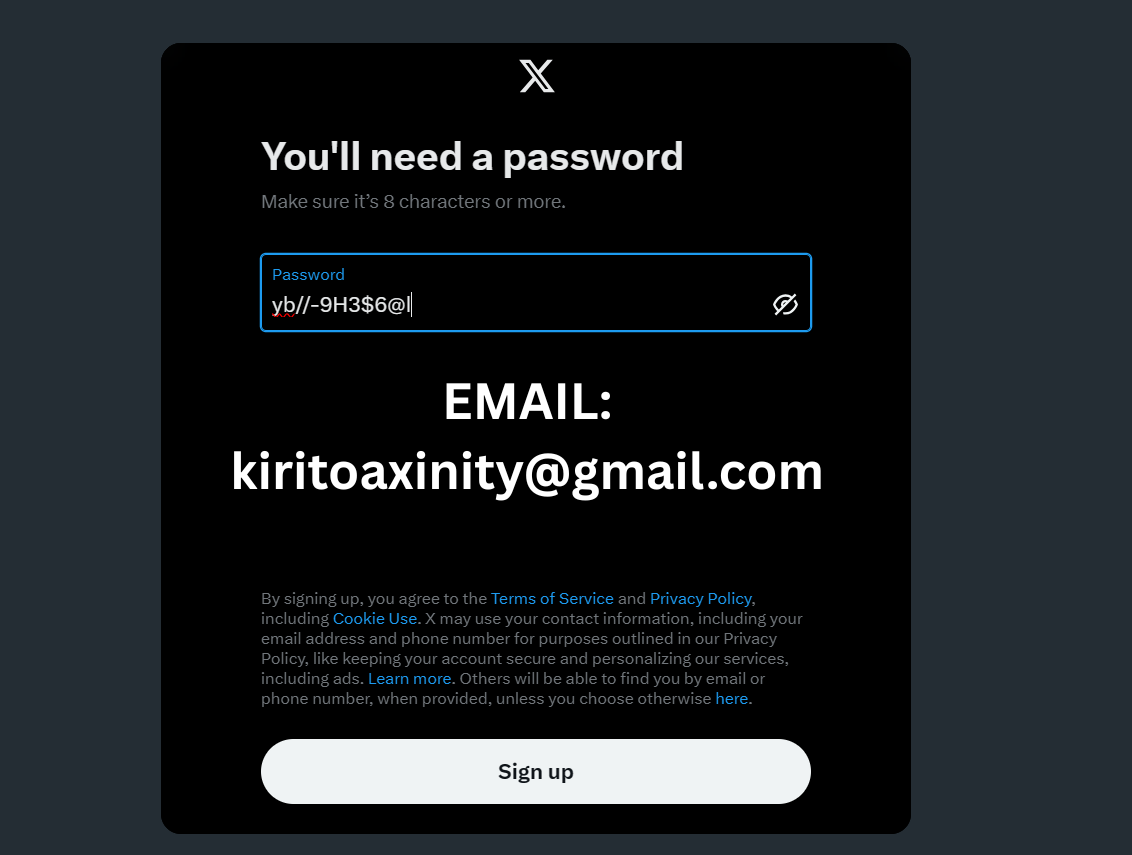 You'll need a password
Make sure it’s 8 characters or more.
Password
yb//-9H3$6@l
EMAIL:
kiritoaxinity@gmail.com
By signing up, you agree to the Terms of Service and Privacy Policy,
including Cookie Use. X may use your contact information, including your
email address and phone number for purposes outlined in our Privacy
Policy, like keeping your account secure and personalizing our services,
including ads. Learn more. Others will be able to find you by email or
phone number, when provided, unless you choose otherwise here.
Sign up